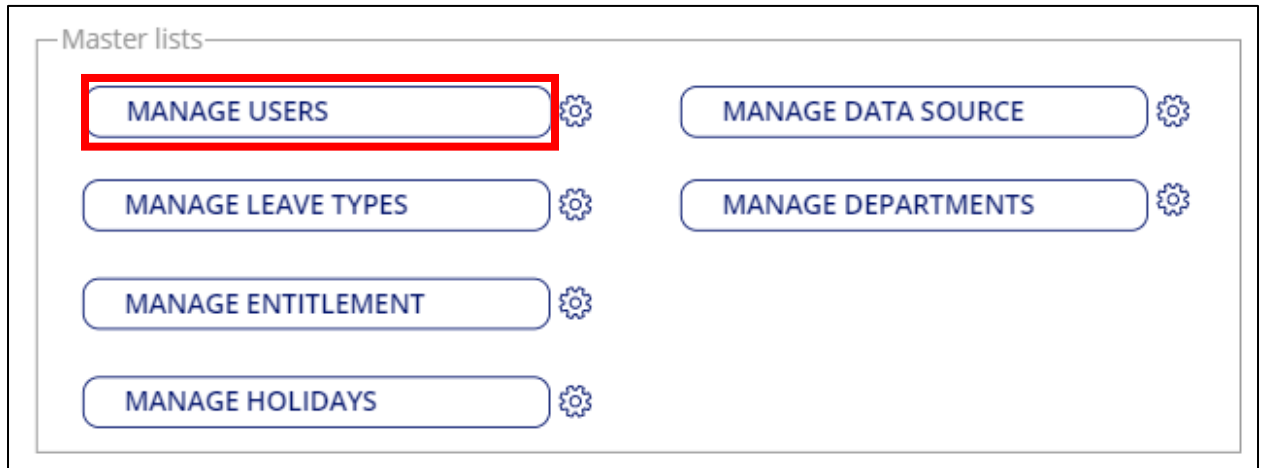 Master lists
MANAGE USERS
MANAGE DATA SOURCE
MANAGE LEAVE TYPES
MANAGE DEPARTMENTS
MANAGE ENTITLEMENT
MANAGE HOLIDAYS